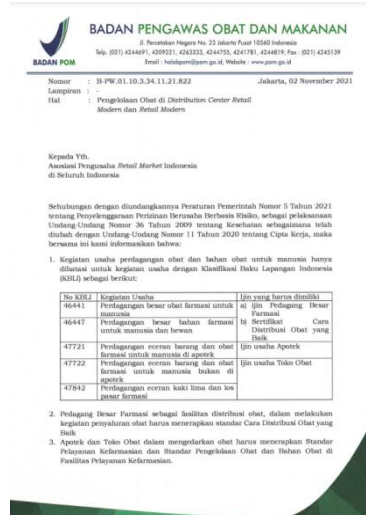 BADAN PENGAWAS OBAT DAN MAKANAN
Jl. Percetakan Negara No. 23 Jakarta Pusat 10560 Indonesia
Telp. (021) 4244691, 4209221, 4263333, 4244755, 4241781, 4244819; Fax : (021) 4245139
Email : halobpom@pom.go.id; Website : www.pom.go.id
BADAN POM
Nomor : B-PW.01.10.3.34.11.21.822 Jakarta, 02 November 2021
Lampiran : -
Hal : Pengelolaan Obat di Distribution Center Retail
Modern dan Retail Modern
Kepada Yth.
Asosiasi Pengusaha Retail Market Indonesia
di Seluruh Indonesia
Sehubungan dengan diundangkannya Peraturan Pemerintah Nomor 5 Tahun 2021
tentang Penyelenggaraan Perizinan Berusaha Berbasis Risiko, sebagai pelaksanaan
Undang-Undang Nomor 36 Tahun 2009 tentang Kesehatan sebagaimana telah
diubah dengan Undang-Undang Nomor 11 Tahun 2020 tentang Cipta Kerja, maka
bersama ini kami informasikan bahwa:
1. Kegiatan usaha perdagangan obat dan bahan obat untuk manusia hanya
dibatasi untuk kegiatan usaha dengan Klasifikasi Baku Lapangan Indonesia
(KBLI) sebagai berikut:
No KBLI Kegiatan Usaha Ijin yang harus dimiliki
46441 Perdagangan besar obat farmasi untuk manusia a) ijin Pedagang Besar Farmasi
46447 Perdagangan besar bahan farmasi untuk manusia dan hewan b) Sertifikat Cara Distribusi Obat yang Baik
47721 Perdagangan eceran barang dan obat farmasi untuk manusia di apotek Ijin usaha Apotek
47722 Perdagangan eceran barang dan obat farmasi untuk manusia bukan di apotek Ijin usaha Toko Obat
47842 Perdagangan eceran kaki lima dan los pasar farmasi
2. Pedagang Besar Farmasi sebagai fasilitas distribusi obat, dalam melakukan
kegiatan penyaluran obat harus menerapkan standar Cara Distribusi Obat yang
Baik
3. Apotek dan Toko Obat dalam mengedarkan obat harus menerapkan Standar
Pelayanan Kefarmasian dan Standar Pengelolaan Obat dan Bahan Obat di
Fasilitas Pelayanan Kefarmasian.